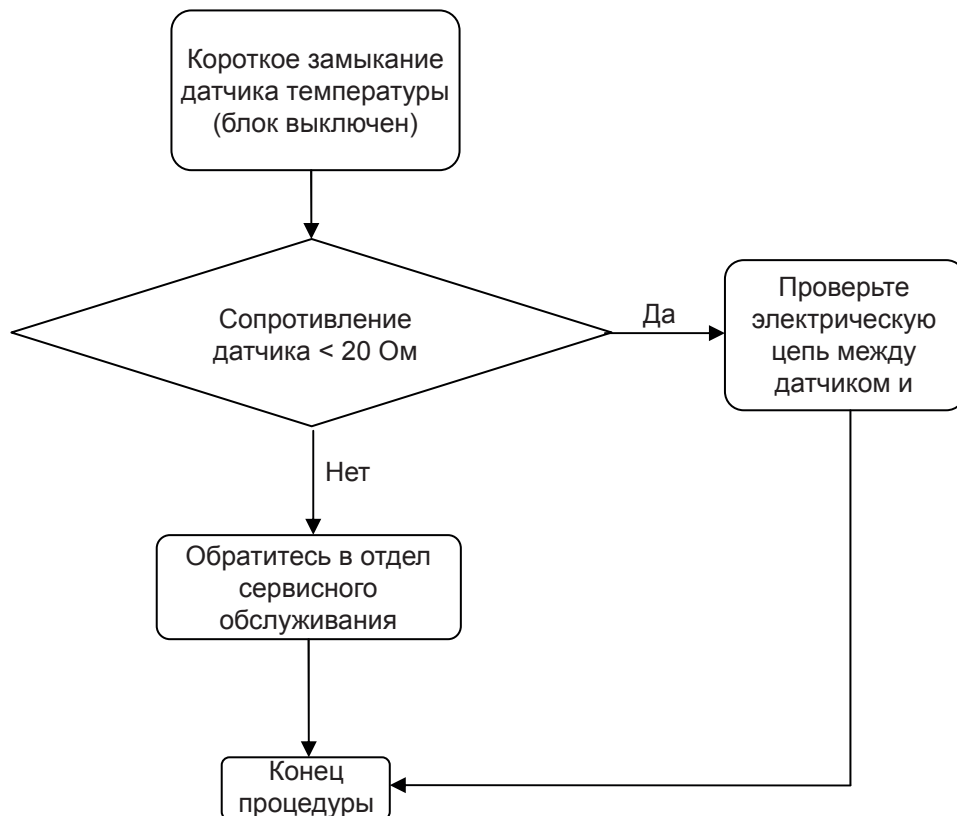 Короткое замыкание
датчика температуры
(блок выключен)
Сопротивление
датчика < 20 Ом
Да
Проверьте
электрическую
цепь между
датчиком и
Нет
Обратитесь в отдел
сервисного
обслуживания
Конец
процедуры